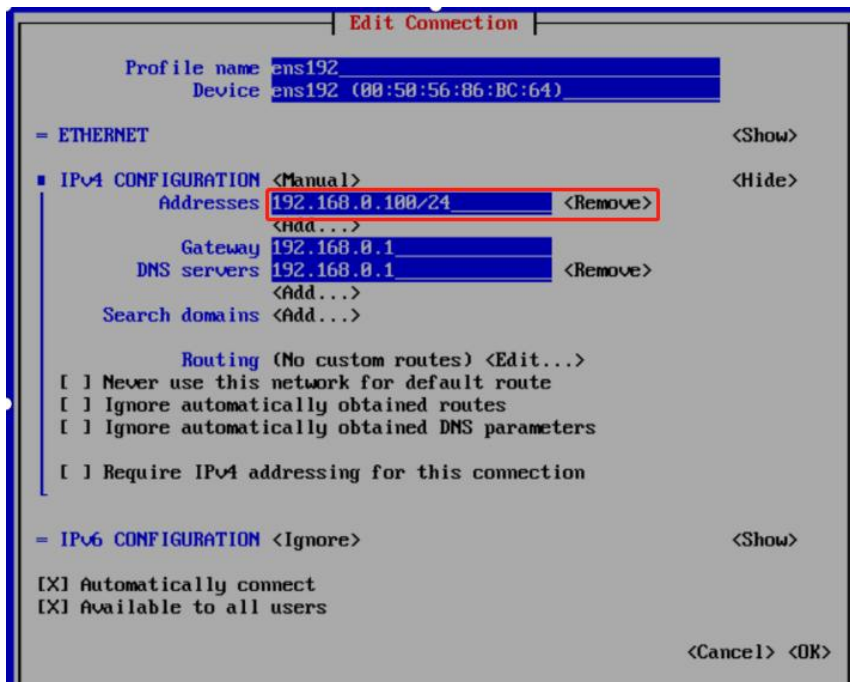 Edit Connection
Profile name ens192
Device ens192 (00:50:56:86:BC:64)
= ETHERNET <Show>
IPv4 CONFIGURATION <Manual> <Hide>
Addresses 192.168.0.100/24 <Remove>
<Add...>
Gateway 192.168.0.1
DNS servers 192.168.0.1 <Remove>
<Add...>
Search domains <Add...>
Routing (No custom routes) <Edit...>
[ ] Never use this network for default route
[ ] Ignore automatically obtained routes
[ ] Ignore automatically obtained DNS parameters
[ ] Require IPv4 addressing for this connection
= IPv6 CONFIGURATION <Ignore> <Show>
[X] Automatically connect
[X] Available to all users
<Cancel> <OK>